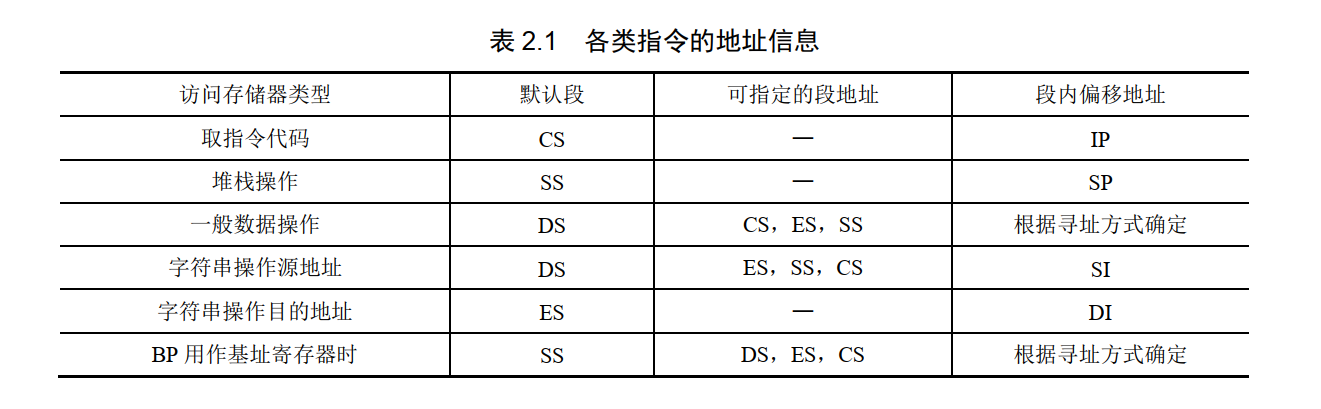 表 2.1 各类指令的地址信息
访问存储器类型 默认段 可指定的段地址 段内偏移地址
取指令代码 CS — IP
堆栈操作 SS — SP
一般数据操作 DS CS，ES，SS 根据寻址方式确定
字符串操作源地址 DS ES，SS，CS SI
字符串操作目的地址 ES — DI
BP 用作基址寄存器时 SS DS，ES，CS 根据寻址方式确定